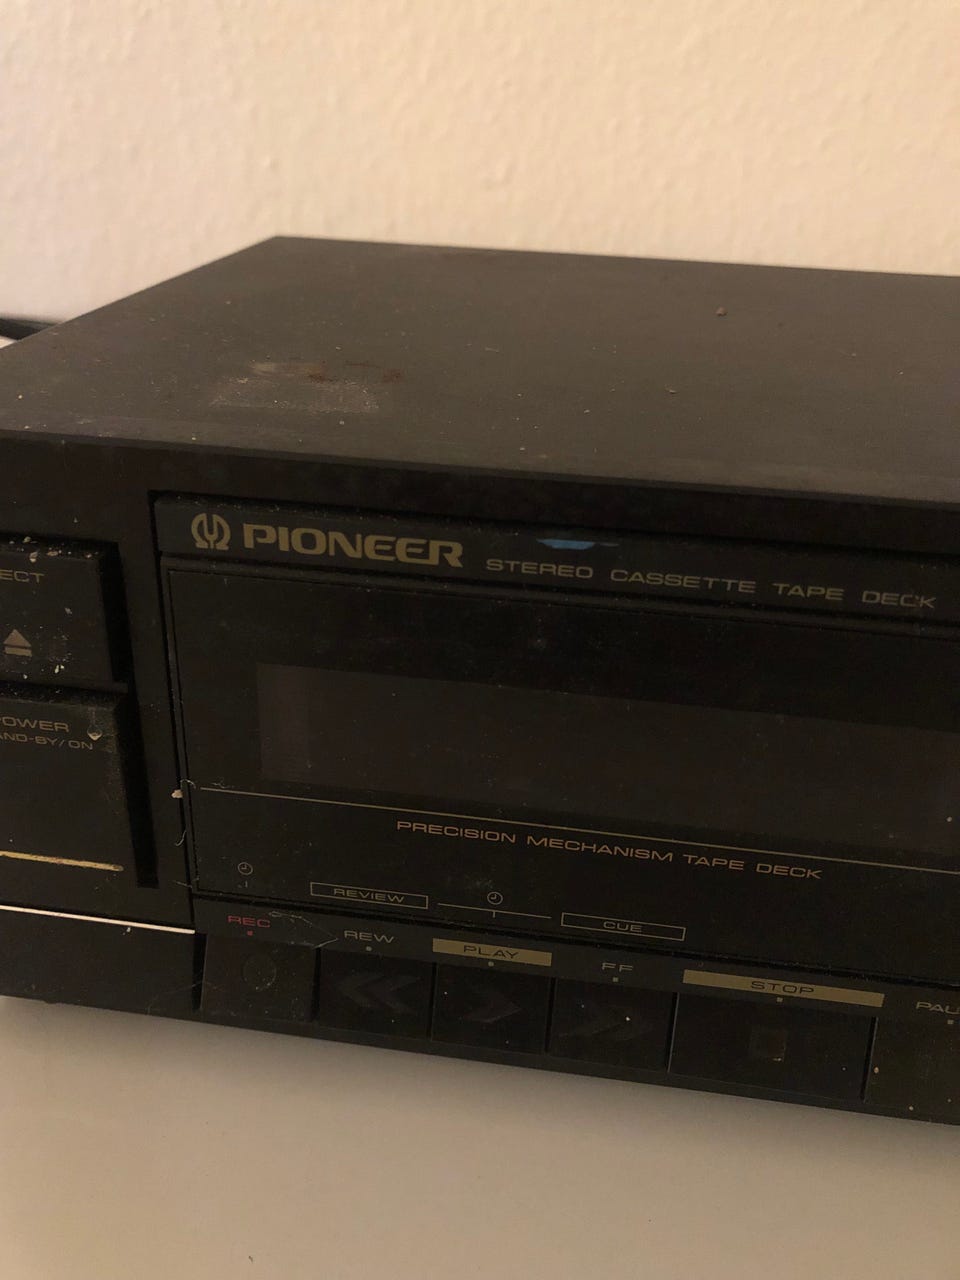 PIONEER STEREO CASSETTE TAPE DECK
ECT
POWER
AND-BY/ON
PRECISION MECHANISM TAPE DECK
REVIEW
CUE
REC
REW
PLAY
FF
STOP
PAU